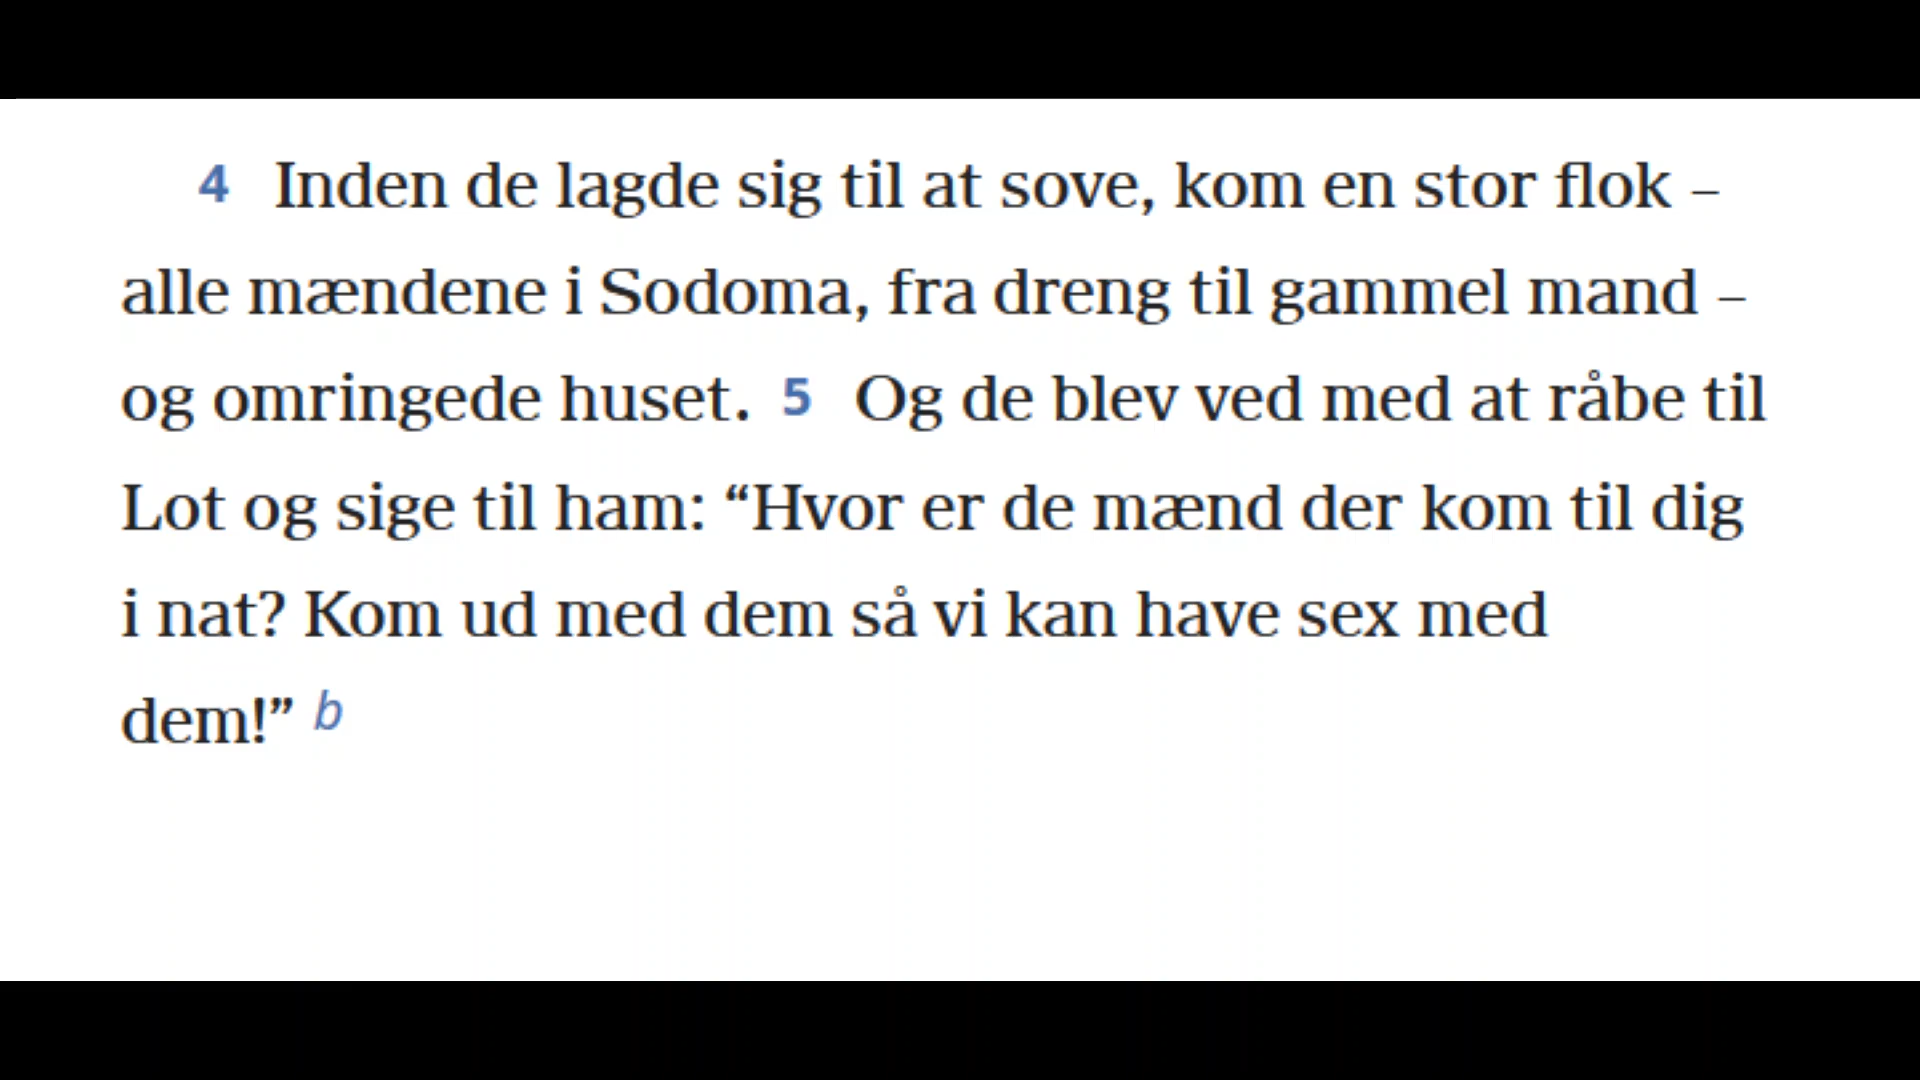 4 Inden de lagde sig til at sove, kom en stor flok –
alle mændene i Sodoma, fra dreng til gammel mand –
og omringede huset. 5 Og de blev ved med at råbe til
Lot og sige til ham: “Hvor er de mænd der kom til dig
i nat? Kom ud med dem så vi kan have sex med
dem!” b